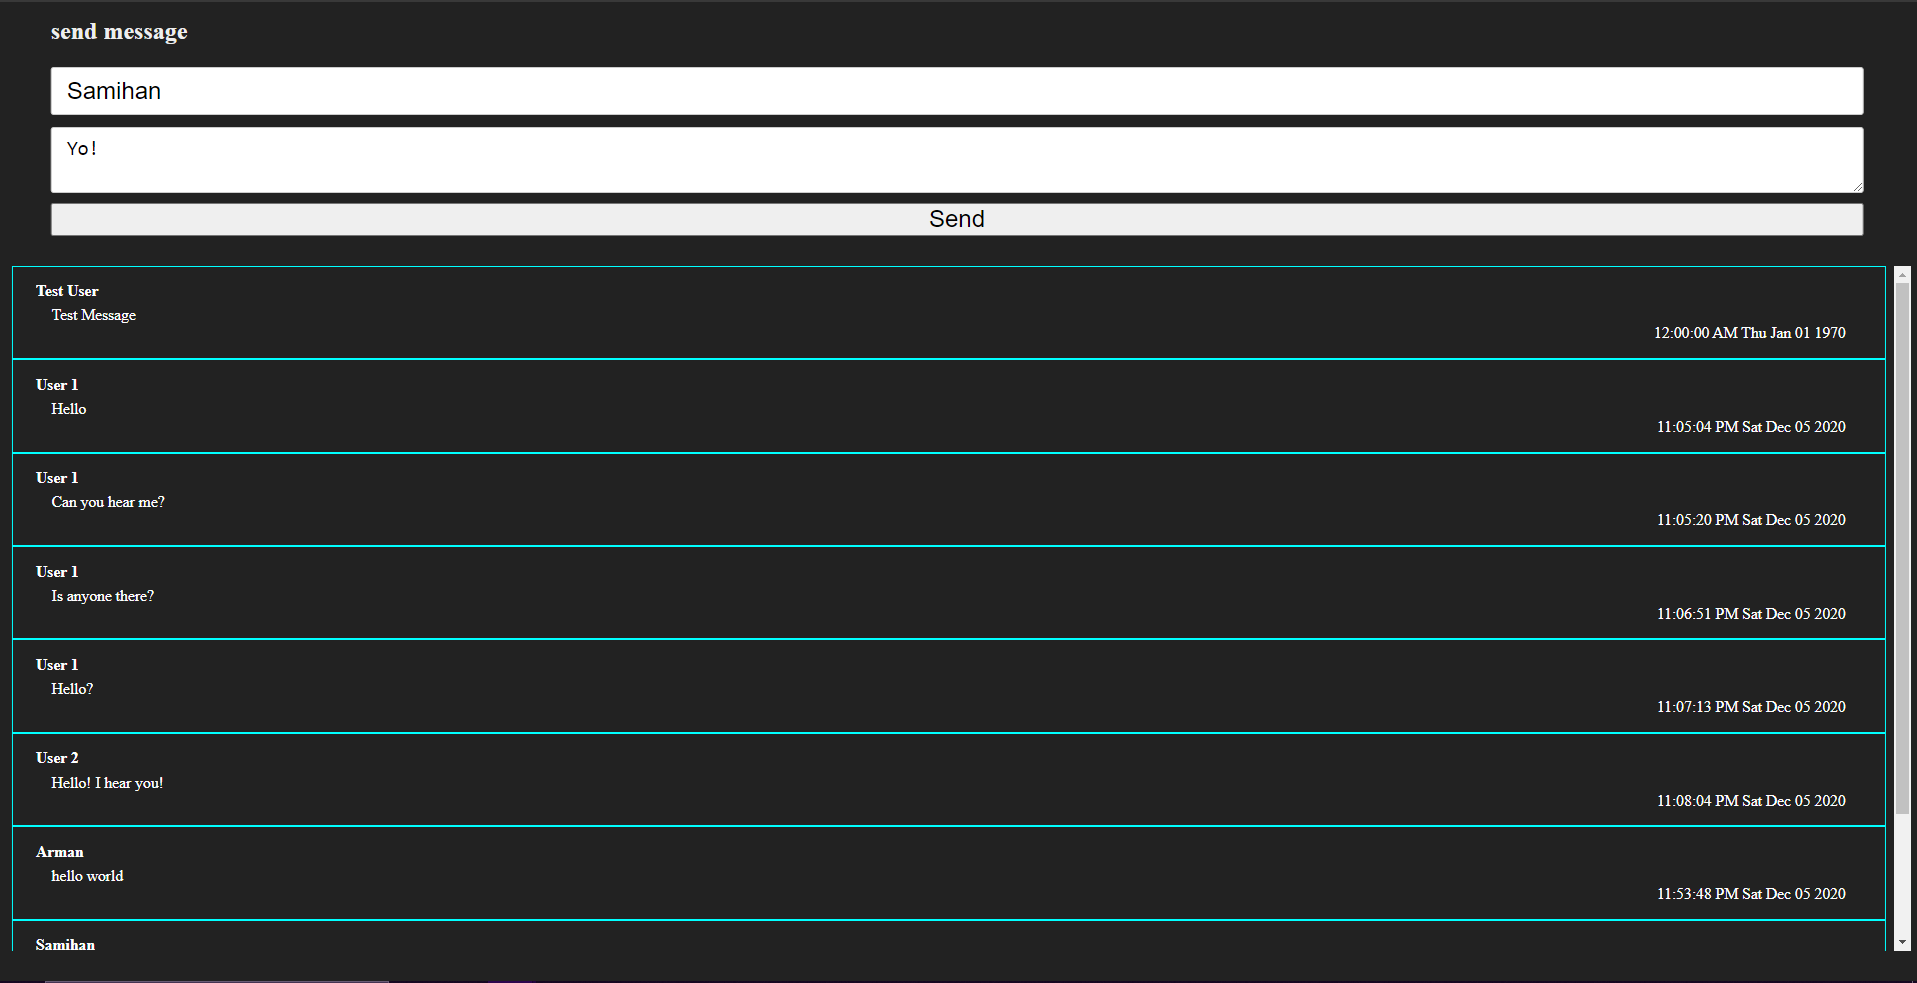 send message
Samihan
Yo!
Send
Test User
Test Message
12:00:00 AM Thu Jan 01 1970
User 1
Hello
11:05:04 PM Sat Dec 05 2020
User 1
Can you hear me?
11:05:20 PM Sat Dec 05 2020
User 1
Is anyone there?
11:06:51 PM Sat Dec 05 2020
User 1
Hello?
11:07:13 PM Sat Dec 05 2020
User 2
Hello! I hear you!
11:08:04 PM Sat Dec 05 2020
Arman
hello world
11:53:48 PM Sat Dec 05 2020
Samihan